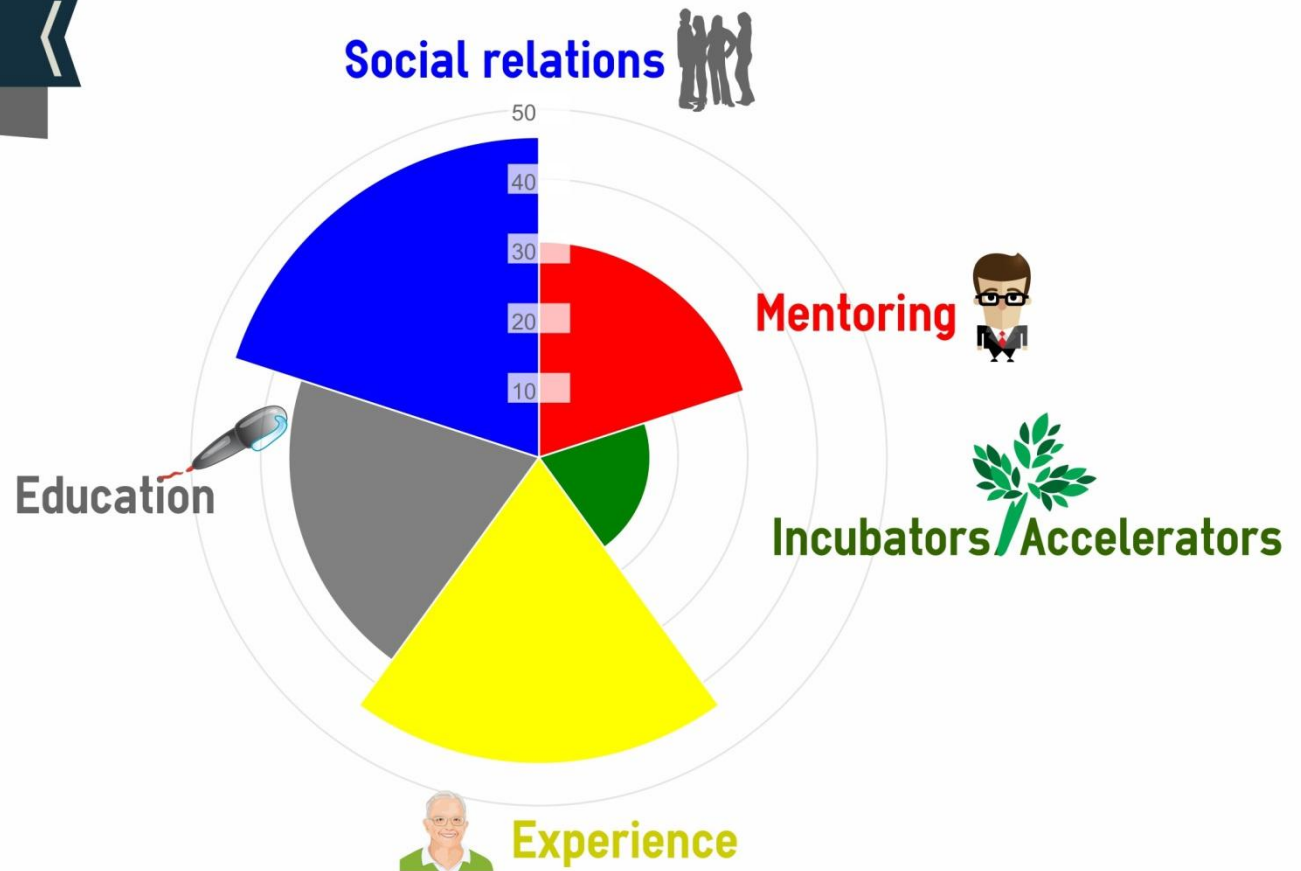 Social relations
50
40
30
20
10
Mentoring
Education
Incubators/Accelerators
Experience